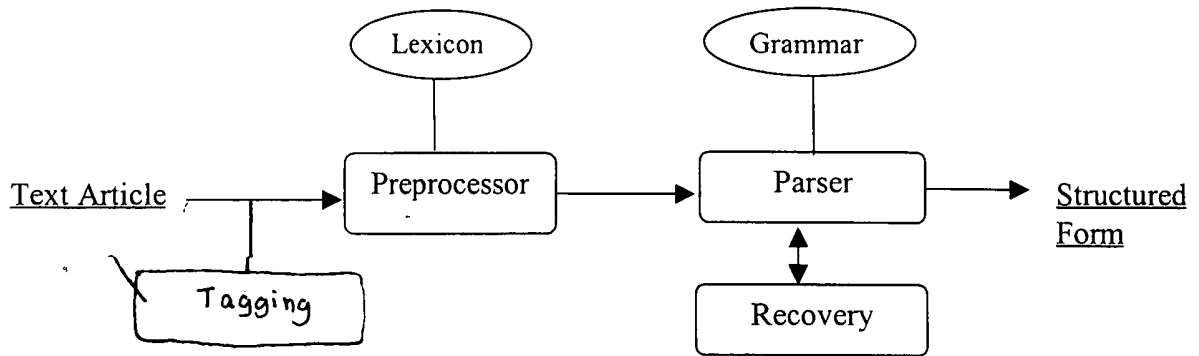 Lexicon
Grammar
Text Article
Preprocessor
Parser
Structured
Form
Tagging
Recovery